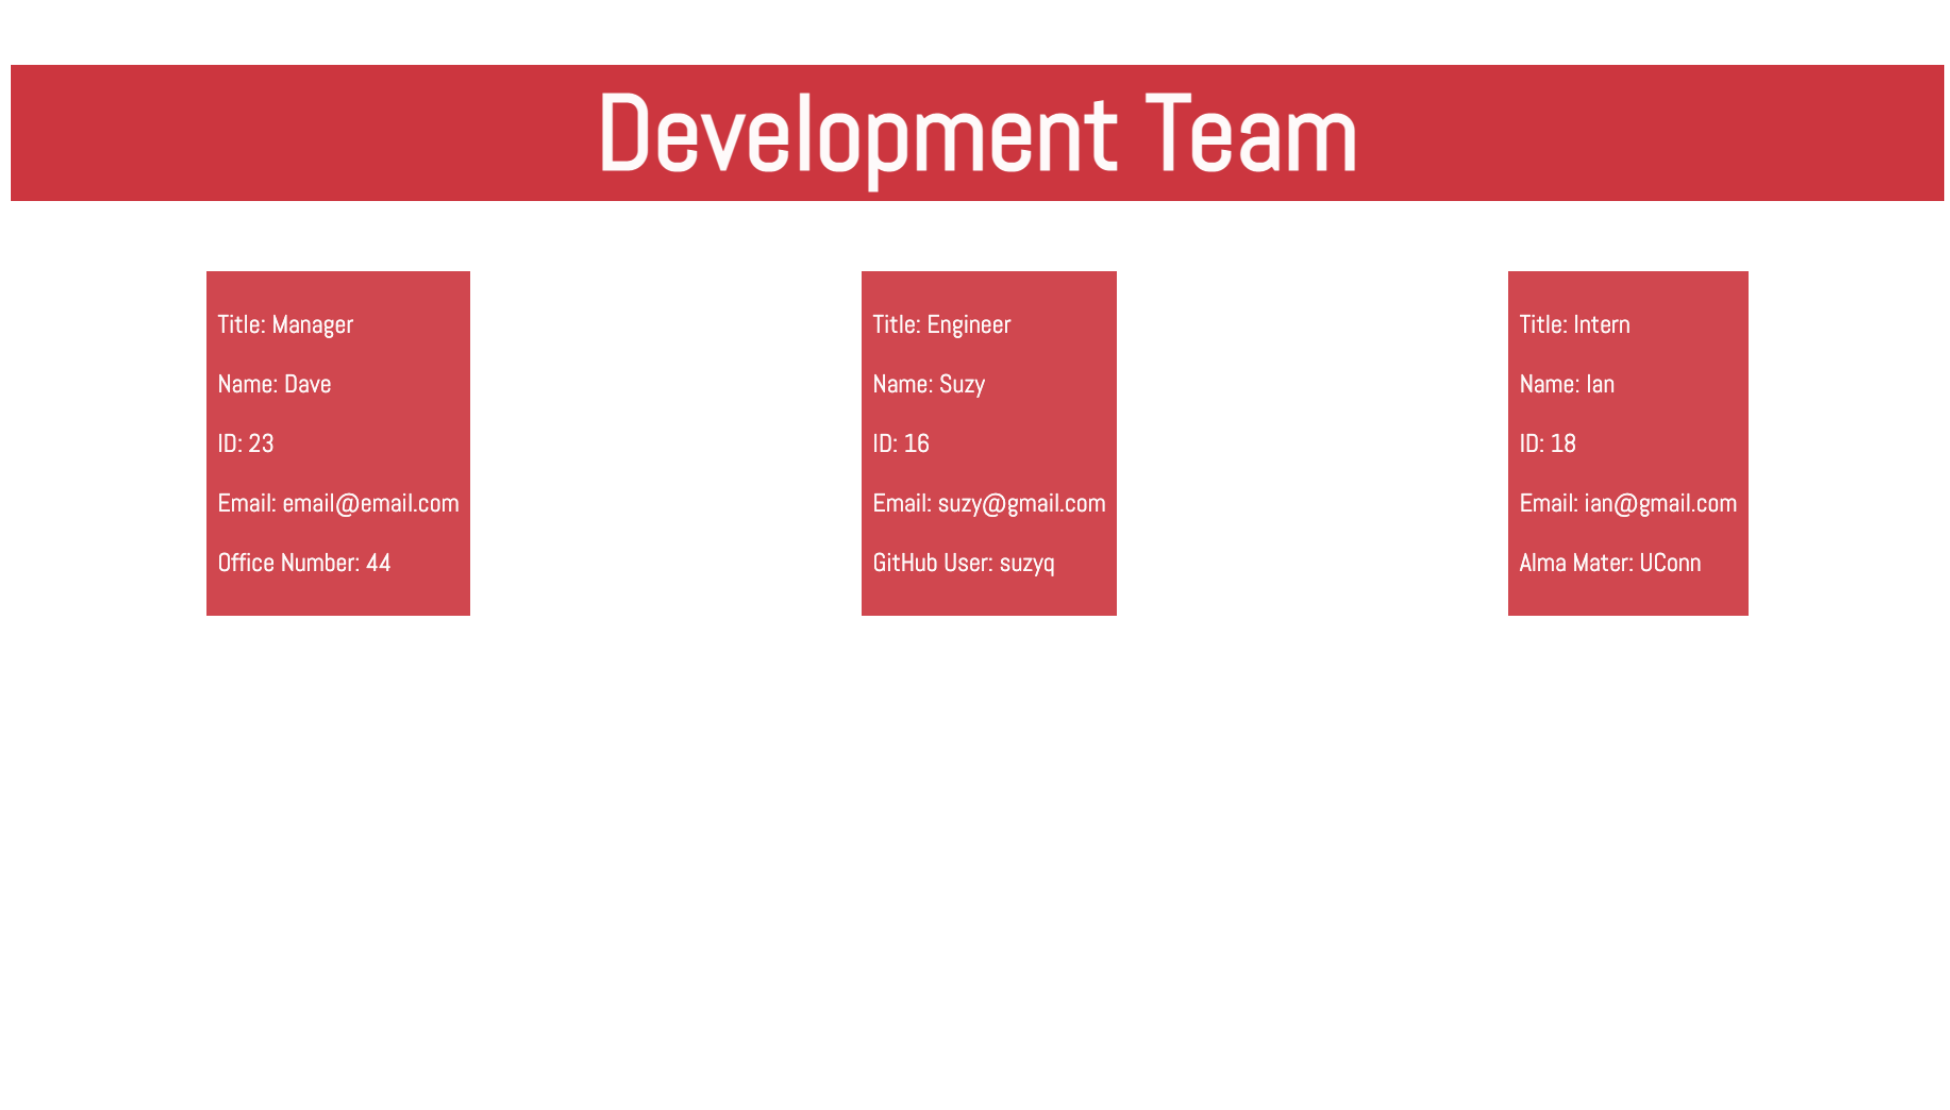 Development Team
Title: Manager
Name: Dave
ID: 23
Email: email@email.com
Office Number: 44
Title: Engineer
Name: Suzy
ID: 16
Email: suzy@gmail.com
GitHub User: suzyq
Title: Intern
Name: Ian
ID: 18
Email: ian@gmail.com
Alma Mater: UConn